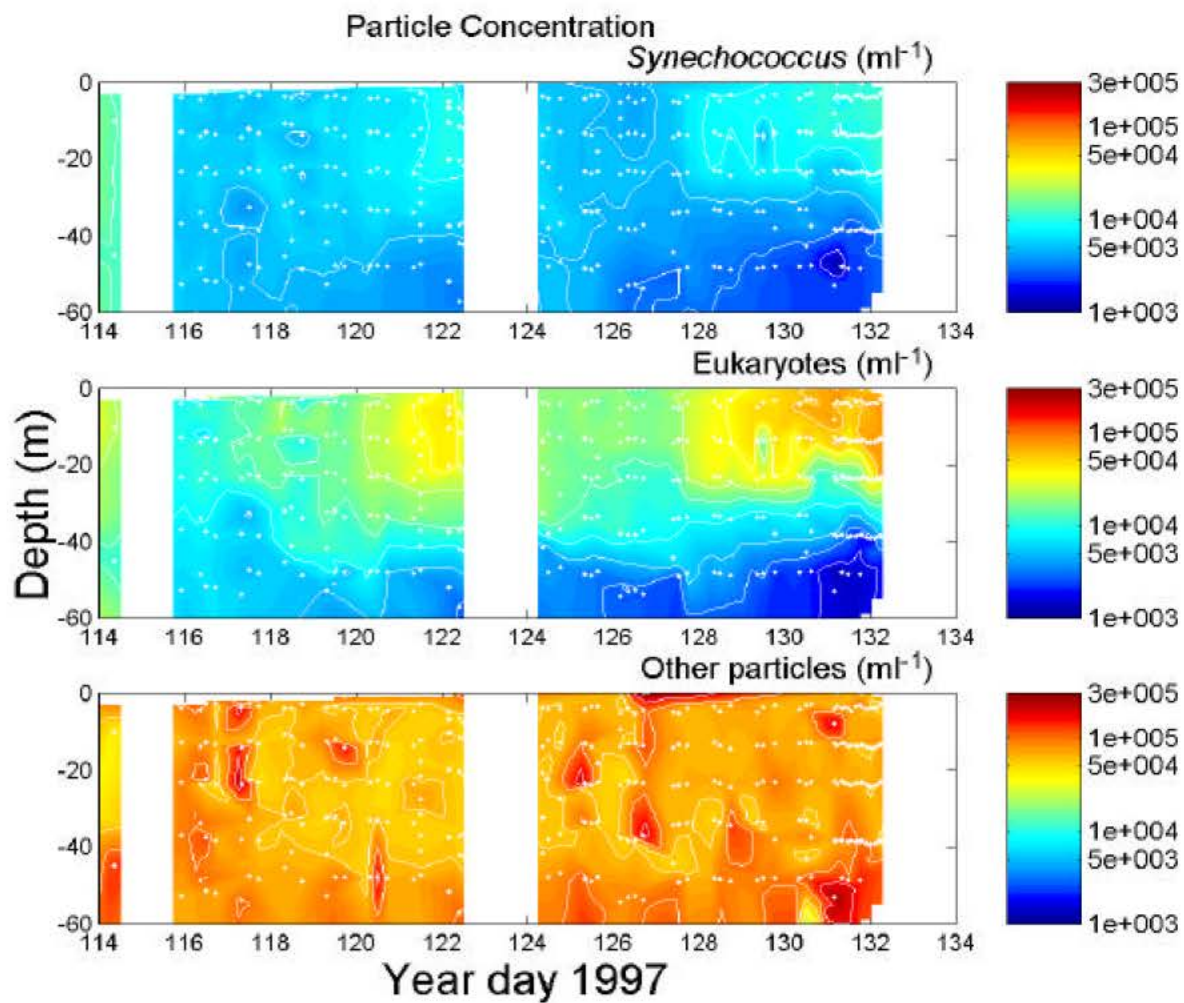 Particle Concentration
Synechococcus (ml-1)
0
-20
-40
-60
114 116 118 120 122 124 126 128 130 132 134
3e+005
1e+005
5e+004
1e+004
5e+003
1e+003
Eukaryotes (ml-1)
Depth (m)
0
-20
-40
-60
114 116 118 120 122 124 126 128 130 132 134
3e+005
1e+005
5e+004
1e+004
5e+003
1e+003
Other particles (ml-1)
0
-20
-40
-60
114 116 118 120 122 124 126 128 130 132 134
3e+005
1e+005
5e+004
1e+004
5e+003
1e+003
Year day 1997